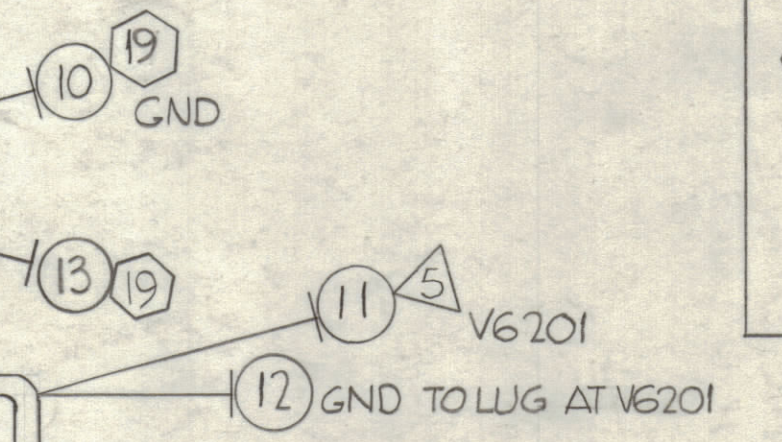 10 19
GND
13 19
11 5
V6201
12 GND TO LUG AT V6201